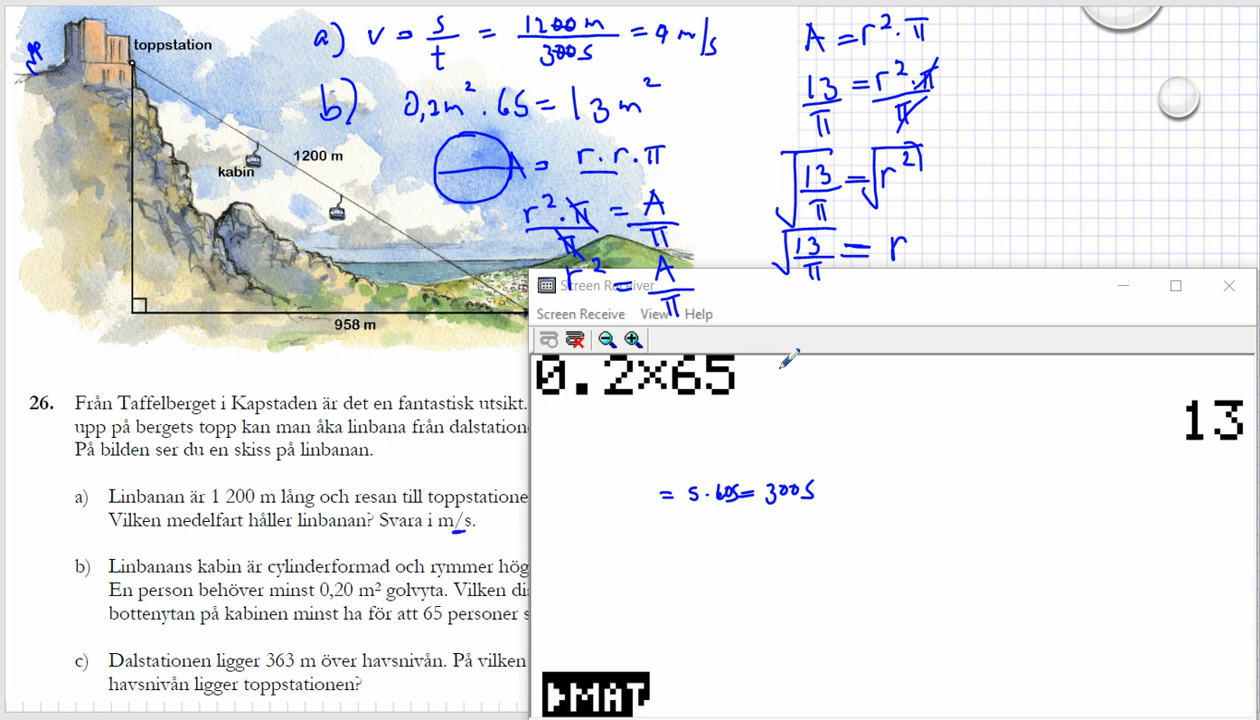 toppstation
1200 m
kabin
958 m
a) v = s/t = 1200 m/300 s = 4 m/s
b) 0,2 m² · 65 = 13 m²
A = r · r · π
r² · π/π = A/π
r² = A/π
A = r² · π
13/π = r² · π/π
√13/π = √r²
√13/π = r
Screen Receiver
Screen Receive View Help
0.2×65
13
= 5 · 60s = 300 s
▶MAT
26. Från Taffelberget i Kapstaden är det en fantastisk utsikt.
upp på bergets topp kan man åka linbana från dalstation
På bilden ser du en skiss på linbanan.
a) Linbanan är 1 200 m lång och resan till toppstatione
Vilken medelfart håller linbanan? Svara i m/s.
b) Linbanans kabin är cylinderformad och rymmer hög
En person behöver minst 0,20 m² golvyta. Vilken di
bottenytan på kabinen minst ha för att 65 personer s
c) Dalstationen ligger 363 m över havsnivån. På vilken
havsnivån ligger toppstationen?